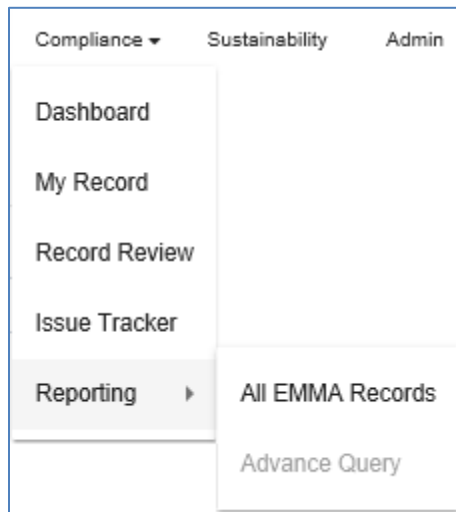 Compliance Sustainability Admin
Dashboard
My Record
Record Review
Issue Tracker
Reporting All EMMA Records
Advance Query